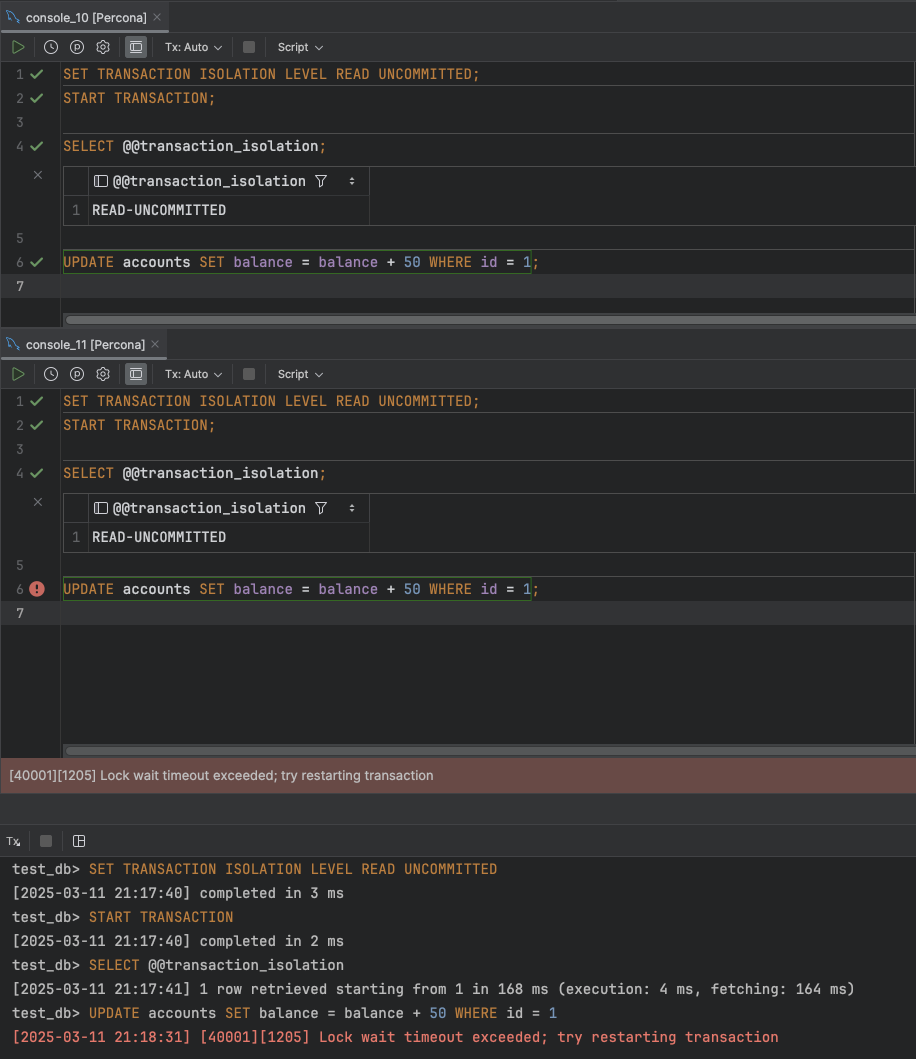 console_10 [Percona]
Tx: Auto
Script
1 SET TRANSACTION ISOLATION LEVEL READ UNCOMMITTED;
2 START TRANSACTION;
3
4 SELECT @@transaction_isolation;
@@transaction_isolation
1 READ-UNCOMMITTED
5
6 UPDATE accounts SET balance = balance + 50 WHERE id = 1;
7
console_11 [Percona]
Tx: Auto
Script
1 SET TRANSACTION ISOLATION LEVEL READ UNCOMMITTED;
2 START TRANSACTION;
3
4 SELECT @@transaction_isolation;
@@transaction_isolation
1 READ-UNCOMMITTED
5
6 UPDATE accounts SET balance = balance + 50 WHERE id = 1;
7
[40001][1205] Lock wait timeout exceeded; try restarting transaction
Tx
test_db> SET TRANSACTION ISOLATION LEVEL READ UNCOMMITTED
[2025-03-11 21:17:40] completed in 3 ms
test_db> START TRANSACTION
[2025-03-11 21:17:40] completed in 2 ms
test_db> SELECT @@transaction_isolation
[2025-03-11 21:17:41] 1 row retrieved starting from 1 in 168 ms (execution: 4 ms, fetching: 164 ms)
test_db> UPDATE accounts SET balance = balance + 50 WHERE id = 1
[2025-03-11 21:18:31] [40001][1205] Lock wait timeout exceeded; try restarting transaction